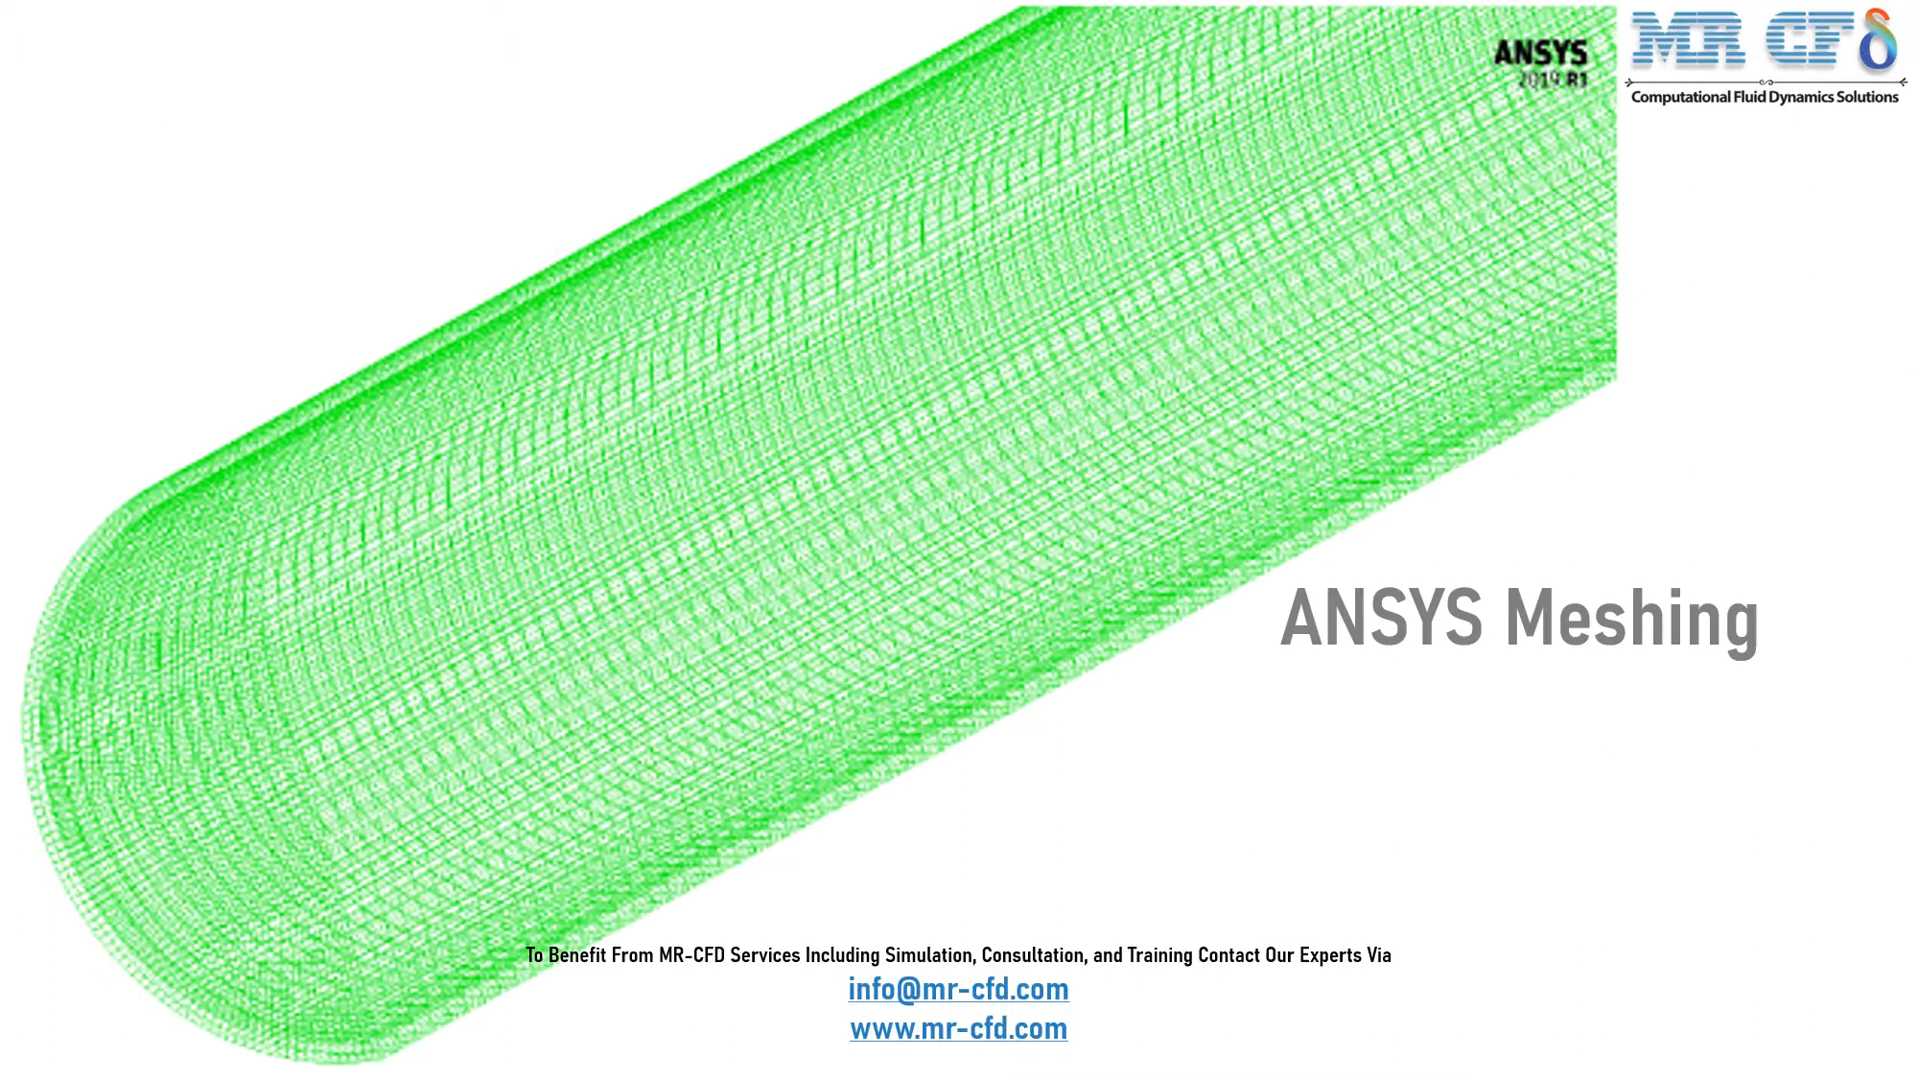 ANSYS
2019 R1
MR CFδ
Computational Fluid Dynamics Solutions
ANSYS Meshing
To Benefit From MR-CFD Services Including Simulation, Consultation, and Training Contact Our Experts Via
info@mr-cfd.com
www.mr-cfd.com